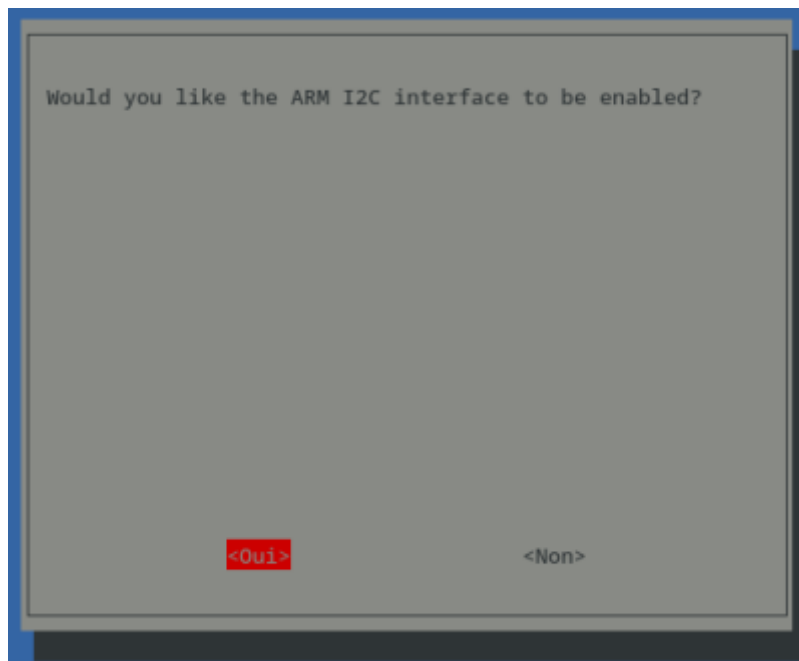 Would you like the ARM I2C interface to be enabled?
<Oui> <Non>